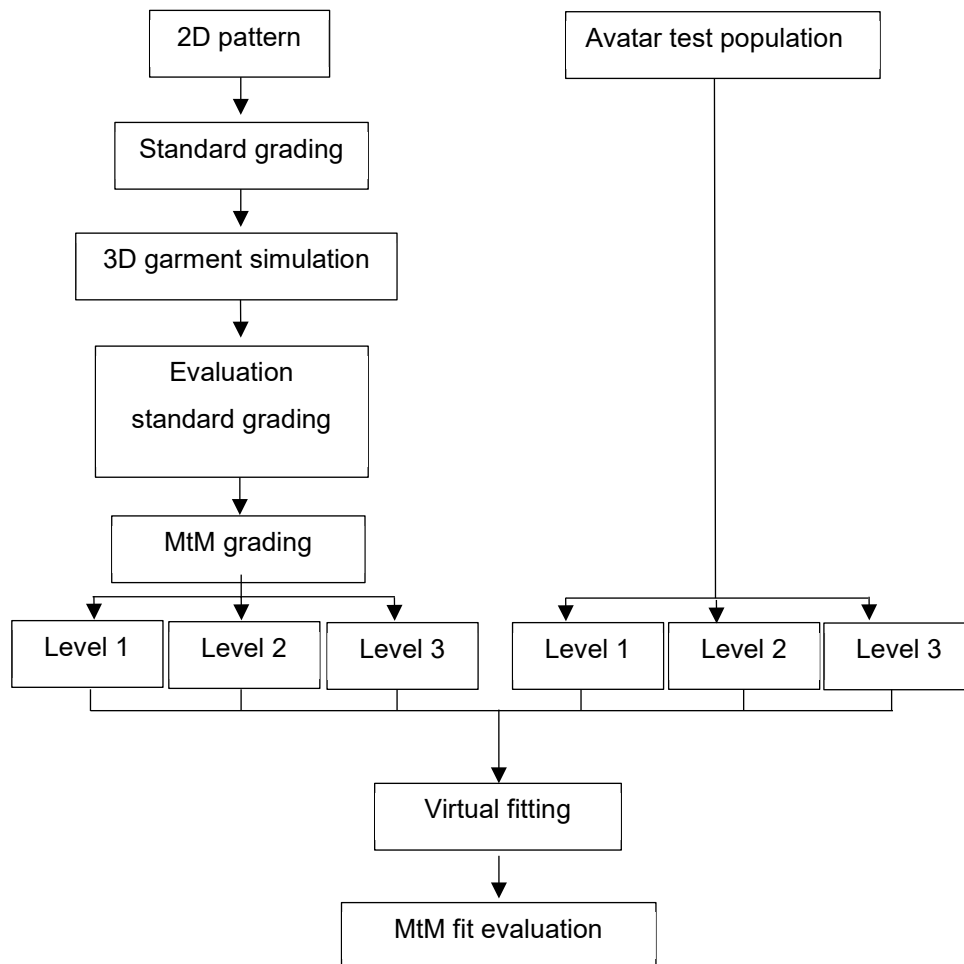 2D pattern
Avatar test population
Standard grading
3D garment simulation
Evaluation
standard grading
MtM grading
Level 1
Level 2
Level 3
Level 1
Level 2
Level 3
Virtual fitting
MtM fit evaluation